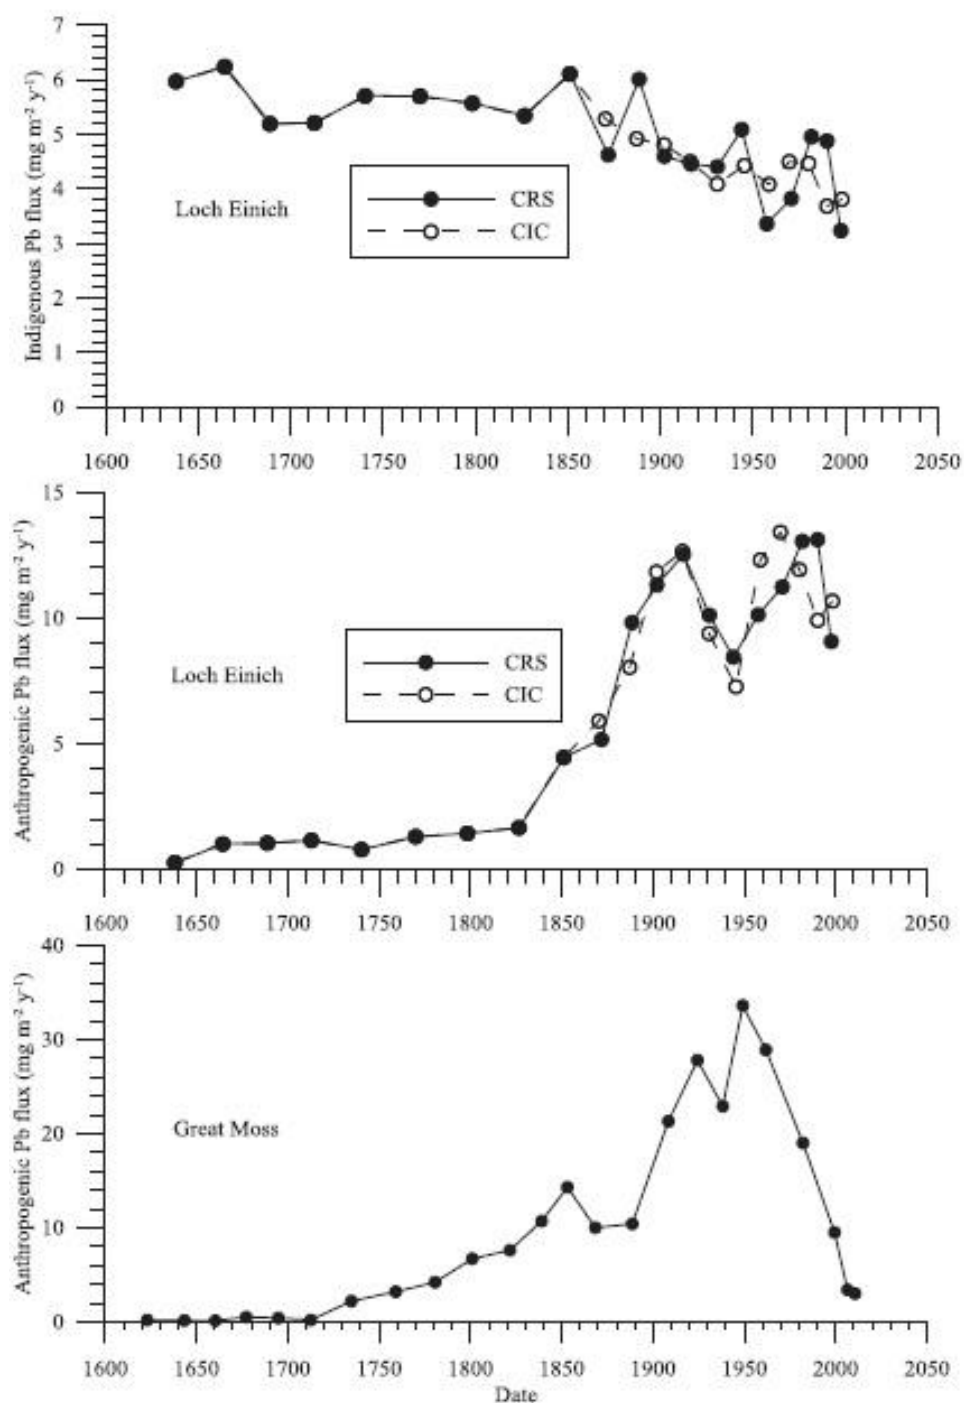 7
6
5
4
3
2
1
0
Indigenous Pb flux (mg m⁻² y⁻¹)
Loch Einich
CRS
CIC
1600 1650 1700 1750 1800 1850 1900 1950 2000 2050
15
10
5
0
Anthropogenic Pb flux (mg m⁻² y⁻¹)
Loch Einich
CRS
CIC
1600 1650 1700 1750 1800 1850 1900 1950 2000 2050
40
30
20
10
0
Anthropogenic Pb flux (mg m⁻² y⁻¹)
Great Moss
1600 1650 1700 1750 1800 1850 1900 1950 2000 2050
Date